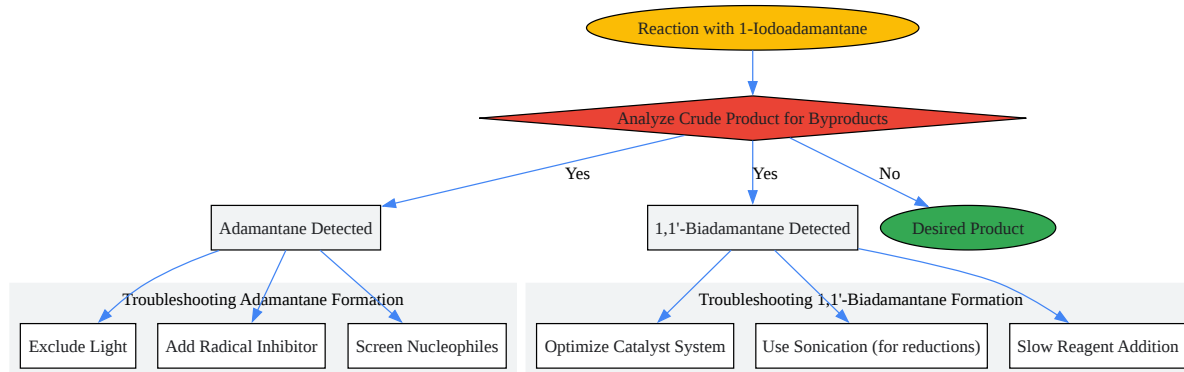 Reaction with 1-Iodoadamantane
Analyze Crude Product for Byproducts
Yes
Yes
No
Adamantane Detected
1,1'-Biadamantane Detected
Desired Product
Troubleshooting Adamantane Formation
Troubleshooting 1,1'-Biadamantane Formation
Exclude Light
Add Radical Inhibitor
Screen Nucleophiles
Optimize Catalyst System
Use Sonication (for reductions)
Slow Reagent Addition